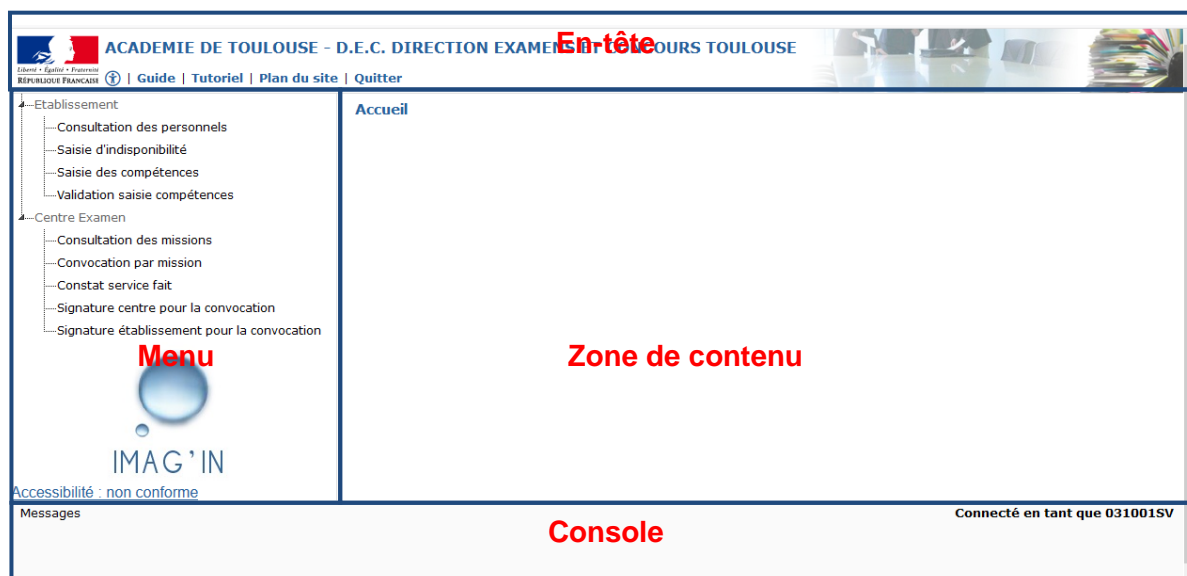 En-tête
ACADEMIE DE TOULOUSE - D.E.C. DIRECTION EXAMENS ET CONCOURS TOULOUSE
Liberté • Égalité • Fraternité
RÉPUBLIQUE FRANÇAISE
| Guide | Tutoriel | Plan du site | Quitter
Etablissement
Consultation des personnels
Saisie d'indisponibilité
Saisie des compétences
Validation saisie compétences
Centre Examen
Consultation des missions
Convocation par mission
Constat service fait
Signature centre pour la convocation
Signature établissement pour la convocation
Menu
IMAG'IN
Accessibilité : non conforme
Accueil
Zone de contenu
Messages
Connecté en tant que 031001SV
Console